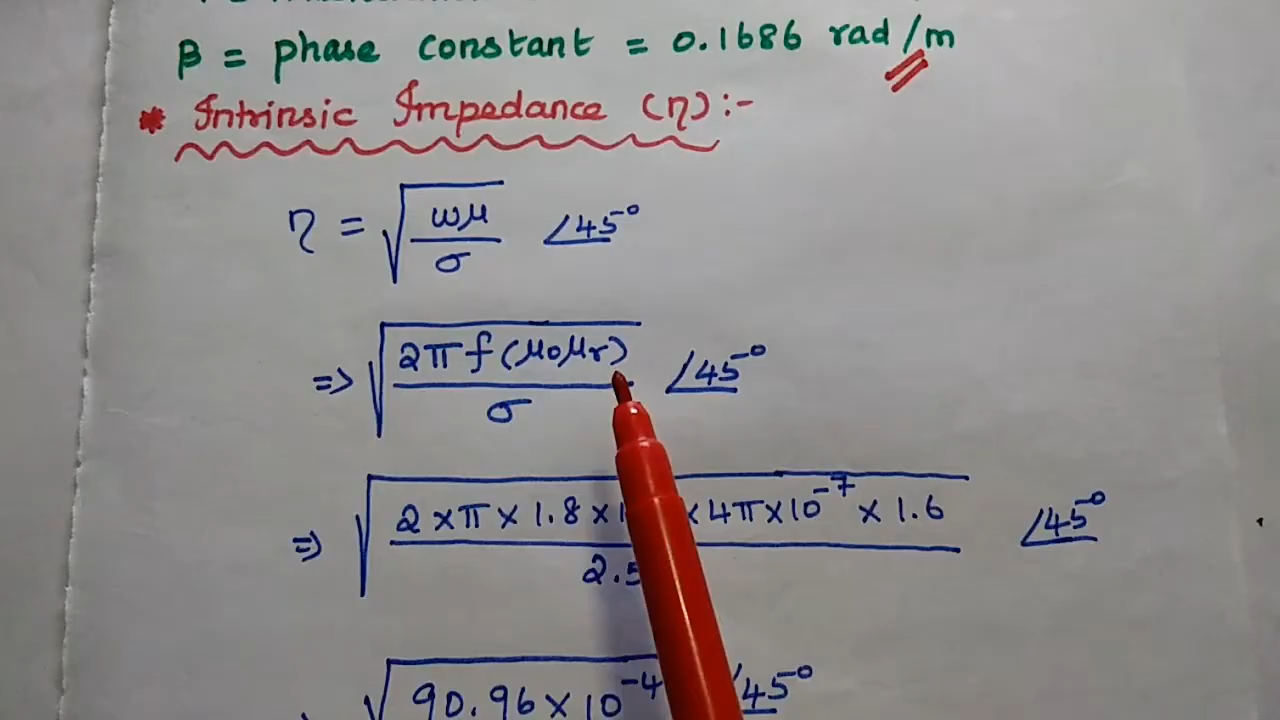 β = phase constant = 0.1686 rad/m
* Intrinsic Impedance (η):-
η = √(ωμ/σ) ∠45°
=> √(2πf(μ0μr)/σ) ∠45°
=> √(2×π×1.8×1 ×4π×10⁻⁷×1.6/2.5) ∠45°
√90.96×10⁻⁴ ∠45°